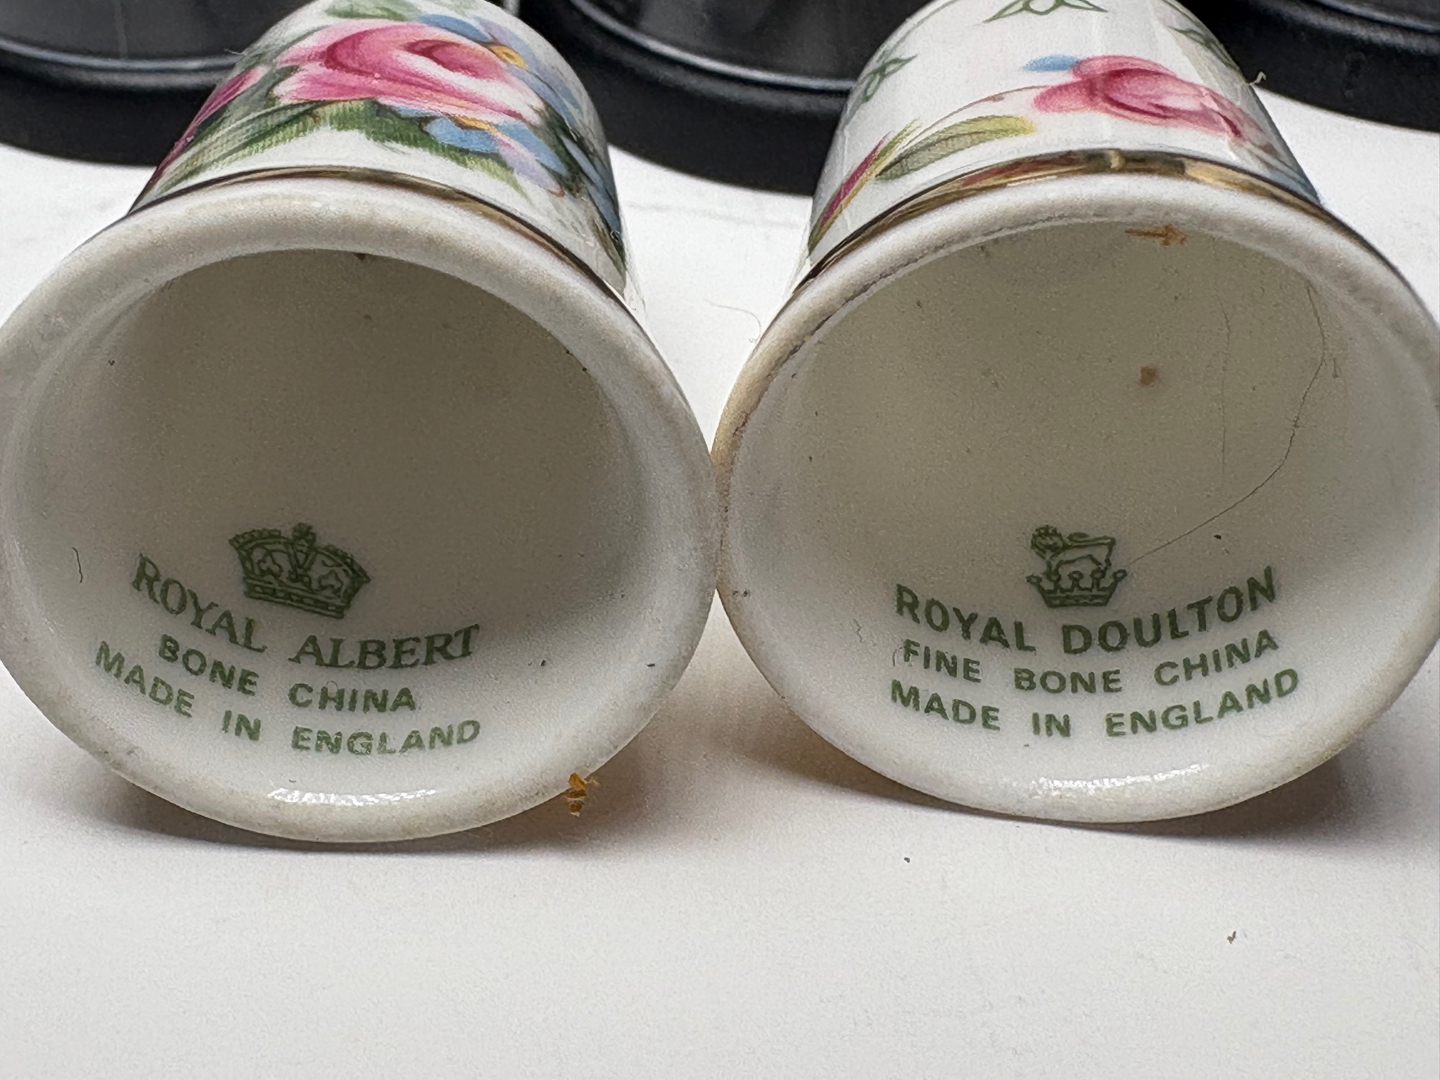 ROYAL ALBERT
BONE CHINA
MADE IN ENGLAND
ROYAL DOULTON
FINE BONE CHINA
MADE IN ENGLAND